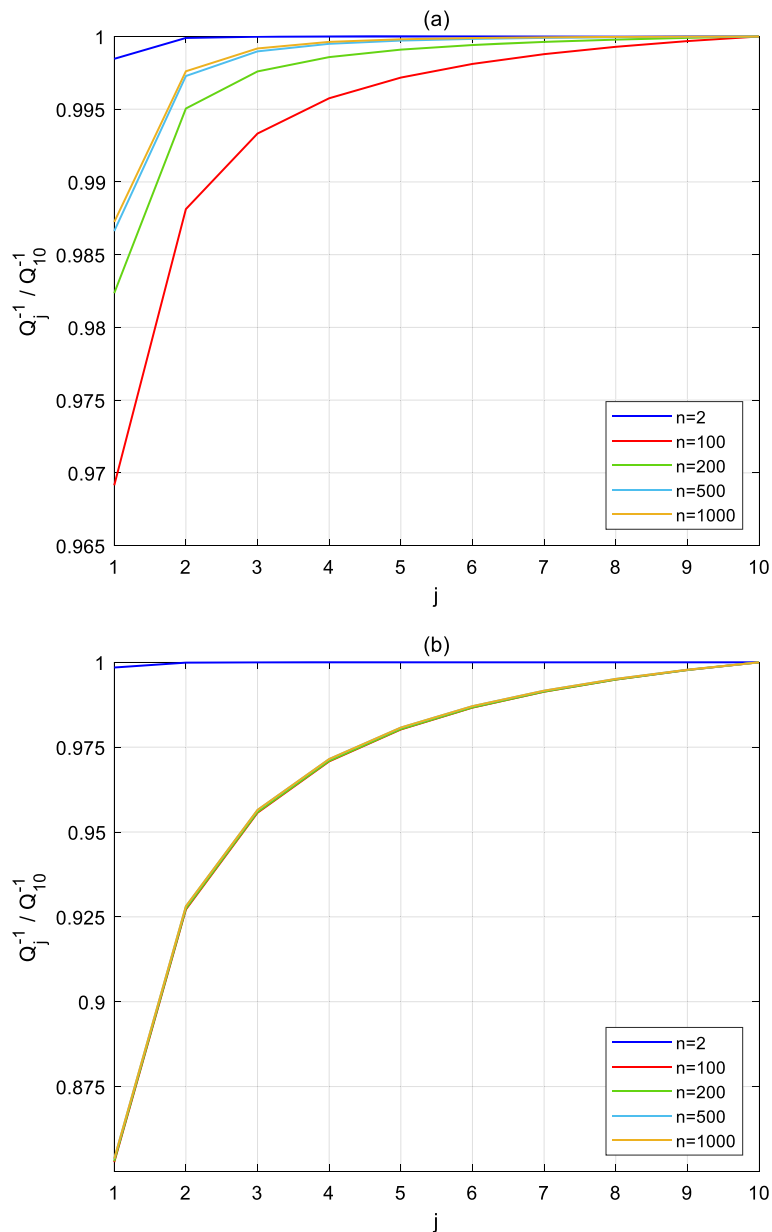 (a)
1
0.995
0.99
0.985
0.98
0.975
0.97
0.965
Q_j^-1 / Q_10^-1
n=2
n=100
n=200
n=500
n=1000
1 2 3 4 5 6 7 8 9 10
j
(b)
1
0.975
0.95
0.925
0.9
0.875
Q_j^-1 / Q_10^-1
n=2
n=100
n=200
n=500
n=1000
1 2 3 4 5 6 7 8 9 10
j